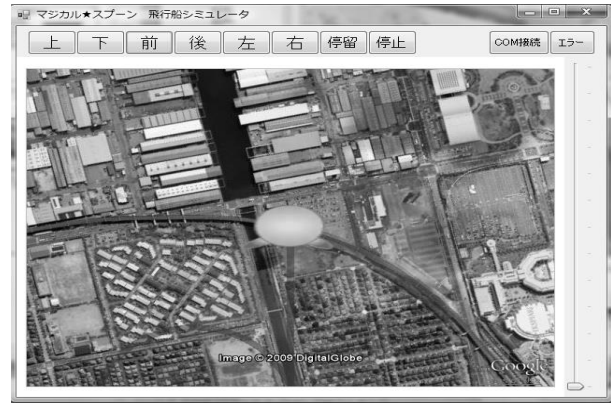 マジカル★スプーン 飛行船シミュレータ
上 下 前 後 左 右 停留 停止 COM接続 エラー
Image © 2009 DigitalGlobe
Google